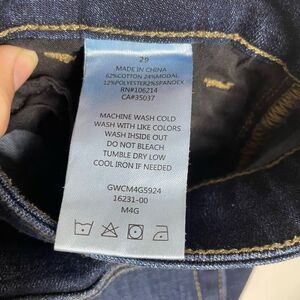 29
MADE IN CHINA
62%COTTON 24%MODAL
12%POLYESTER2%SPANDEX
RN#106214
CA#35037
MACHINE WASH COLD
WASH WITH LIKE COLORS
WASH INSIDE OUT
DO NOT BLEACH
TUMBLE DRY LOW
COOL IRON IF NEEDED
GWCM4G5924
16231-00
M4G